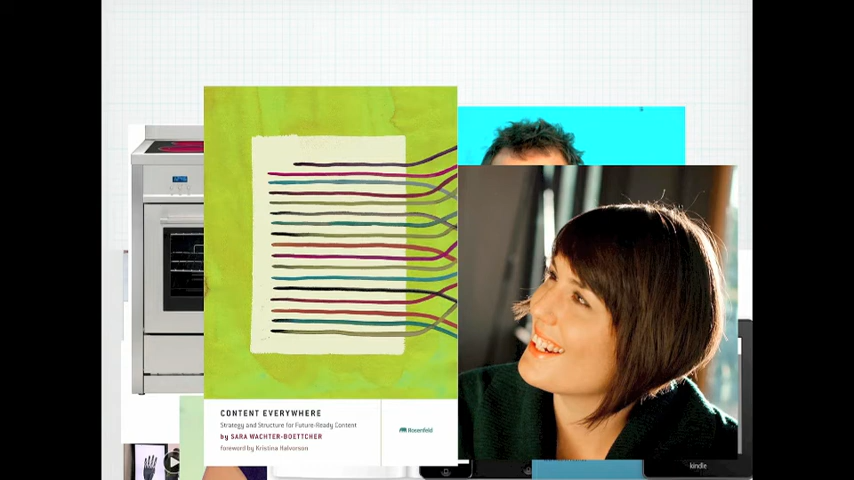 CONTENT EVERYWHERE
Strategy and Structure for Future-Ready Content
by SARA WACHTER-BOETTCHER
foreword by Kristina Halvorson
Rosenfeld
kindle